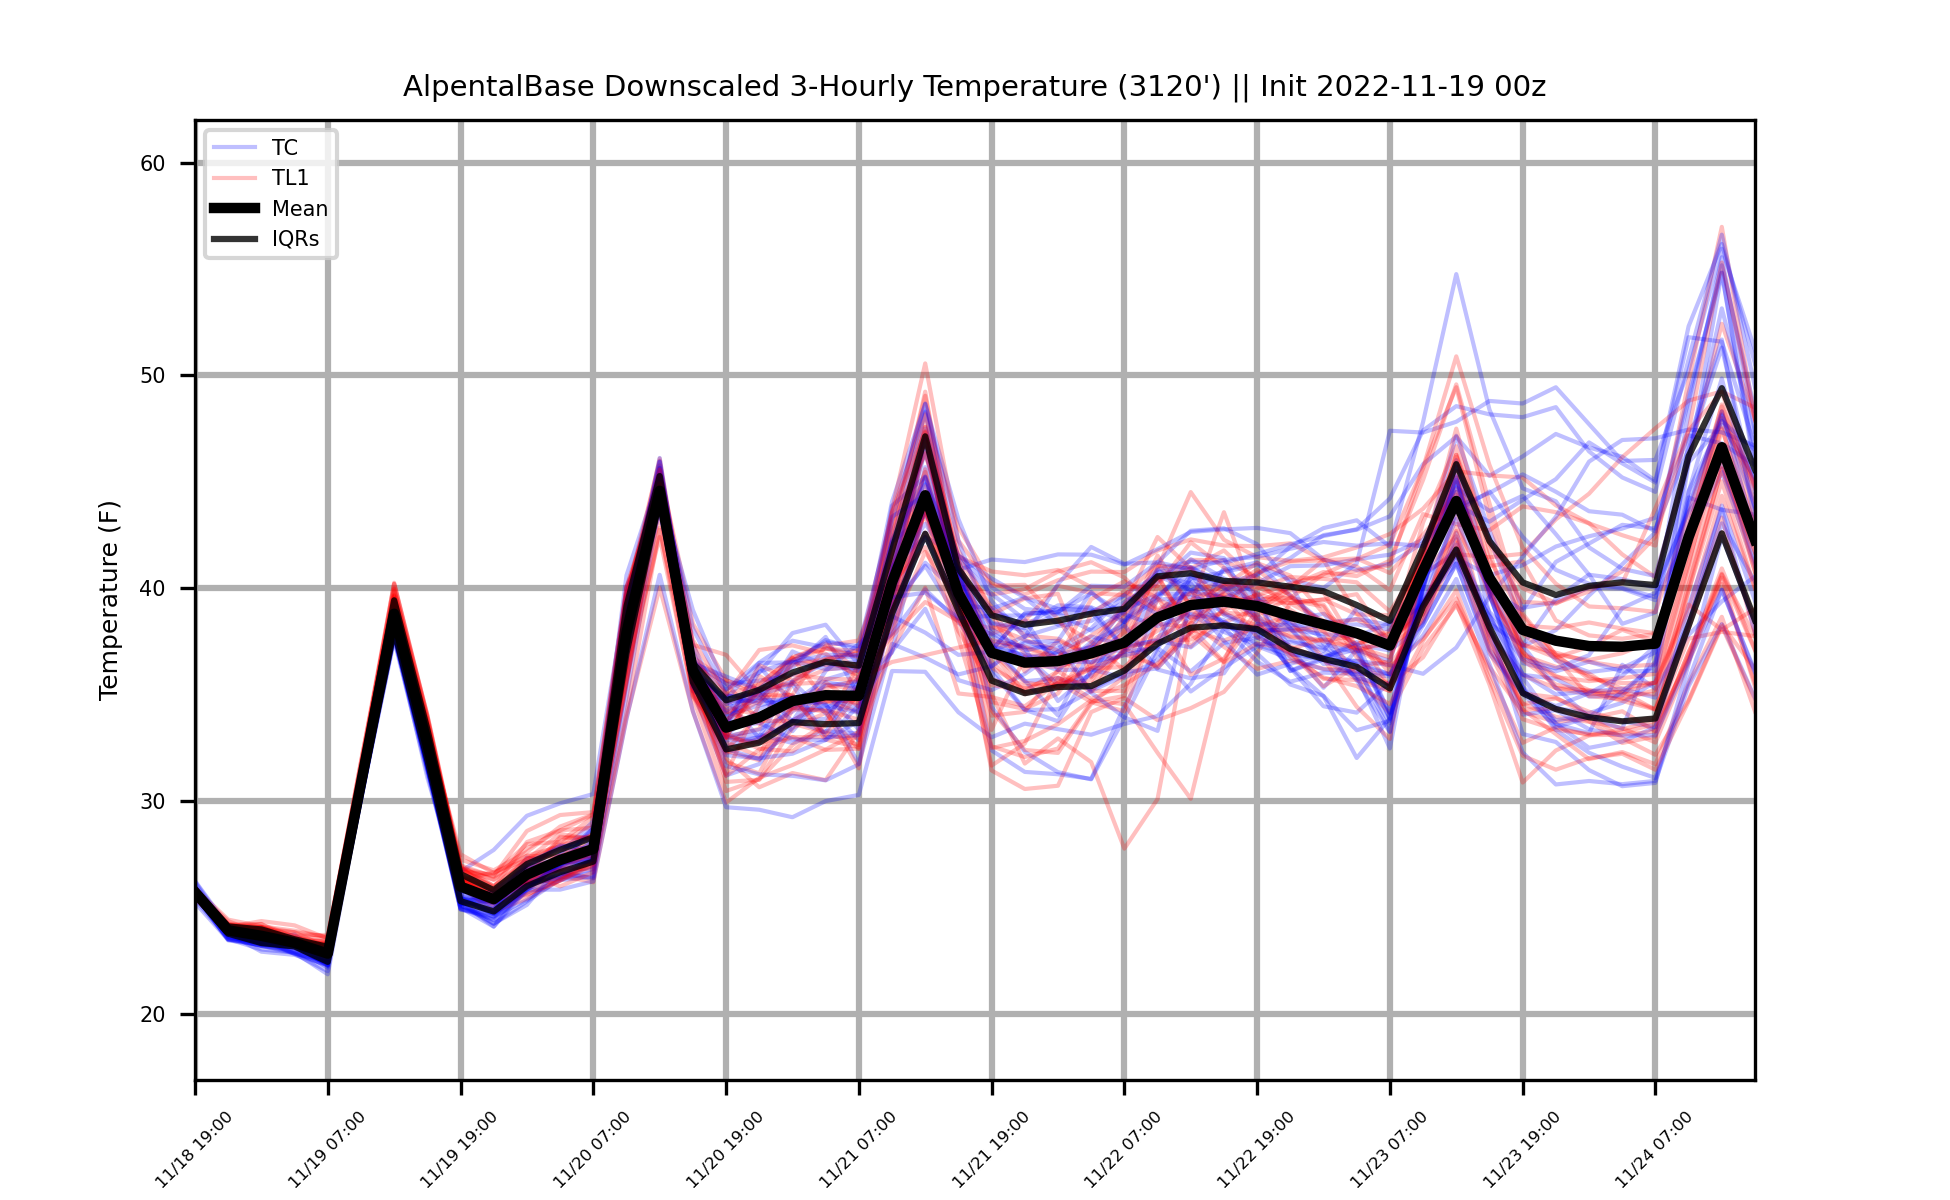 AlpentalBase Downscaled 3-Hourly Temperature (3120') || Init 2022-11-19 00z
TC
TL1
Mean
IQRs
Temperature (F)
60
50
40
30
20
11/18 19:00
11/19 07:00
11/19 19:00
11/20 07:00
11/20 19:00
11/21 07:00
11/21 19:00
11/22 07:00
11/22 19:00
11/23 07:00
11/23 19:00
11/24 07:00